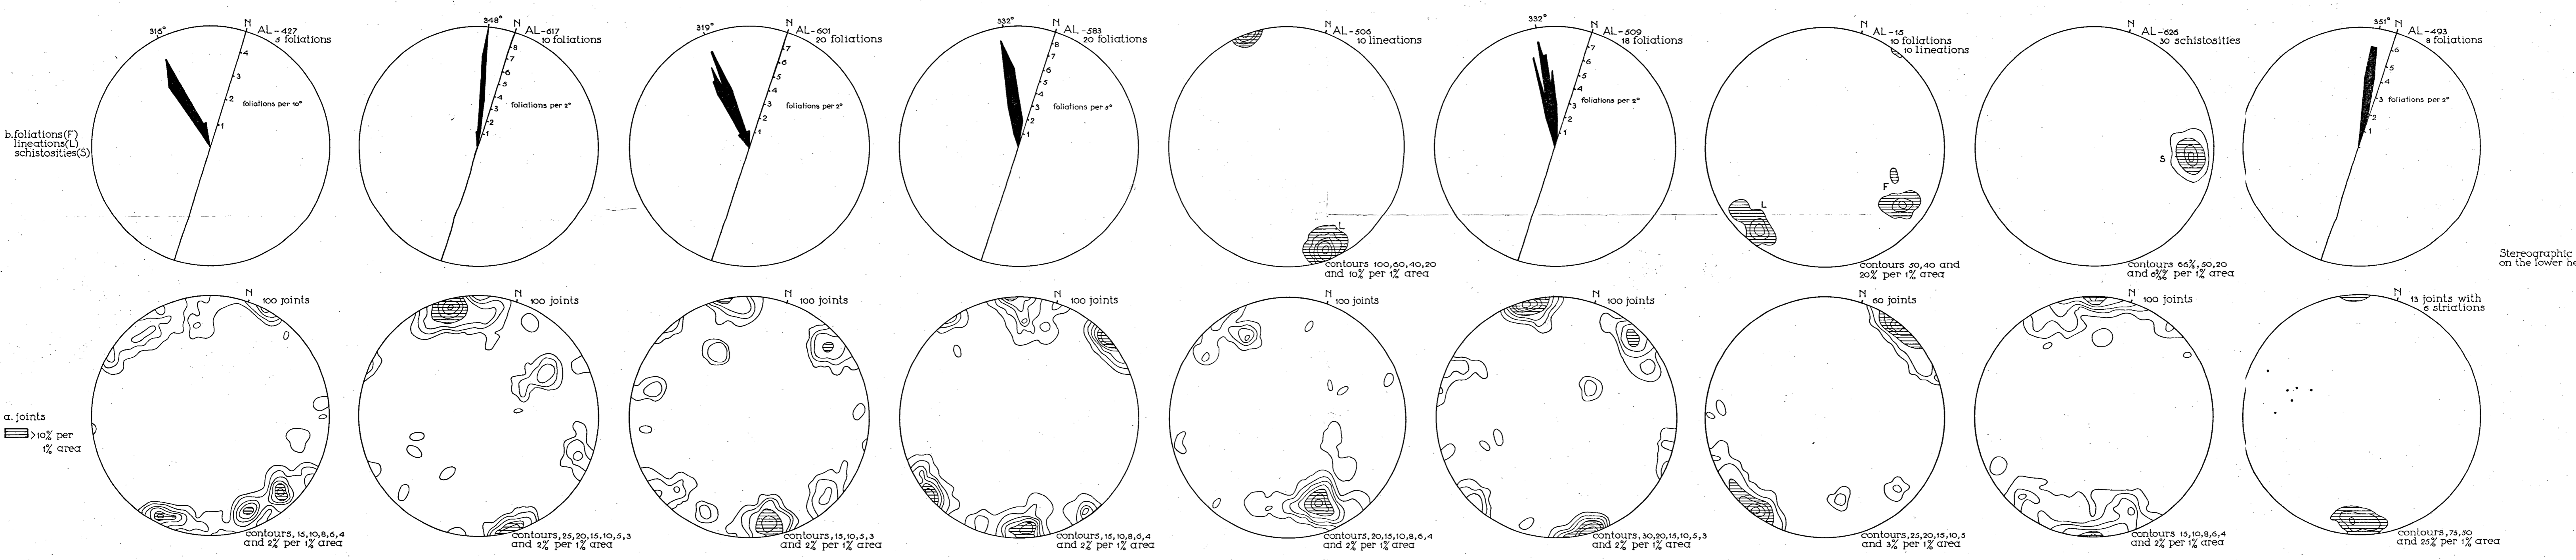 316°
N
AL-427
5 foliations
4
3
2
foliations per 10°
1
348°
N
AL-617
10 foliations
8
7
6
5
4
foliations per 2°
3
2
1
319°
N
AL-601
20 foliations
7
6
5
4
foliations per 2°
3
2
1
332°
N
AL-583
20 foliations
8
7
6
5
4
foliations per 5°
3
2
1
N
AL-506
10 lineations
L
contours 100,60,40,20
and 10% per 1% area
332°
N
AL-509
18 foliations
7
6
5
4
foliations per 2°
3
2
1
N
AL-15
10 foliations
10 lineations
F
L
contours 50,40 and
20% per 1% area
N
AL-626
30 schistosities
S
contours 66⅔,50,20
and 6⅔% per 1% area
351°
N
AL-493
8 foliations
6
5
4
3 foliations per 2°
2
1
b. foliations(F)
lineations(L)
schistosities(S)
Stereographic
on the lower he
N
100 joints
contours,15,10,8,6,4
and 2% per 1% area
N
100 joints
contours,25,20,15,10,5,3
and 2% per 1% area
N
100 joints
contours,15,10,5,3
and 2% per 1% area
N
100 joints
contours,15,10,8,6,4
and 2% per 1% area
N
100 joints
contours,20,15,10,8,6,4
and 2% per 1% area
N
100 joints
contours,30,20,15,10,5,3
and 2% per 1% area
N
60 joints
contours,25,20,15,10,5
and 3% per 1% area
N
100 joints
contours 15,10,8,6,4
and 2% per 1% area
N
13 joints with
6 striations
contours,75,50
and 25% per 1% area
a. joints
>10% per
1% area